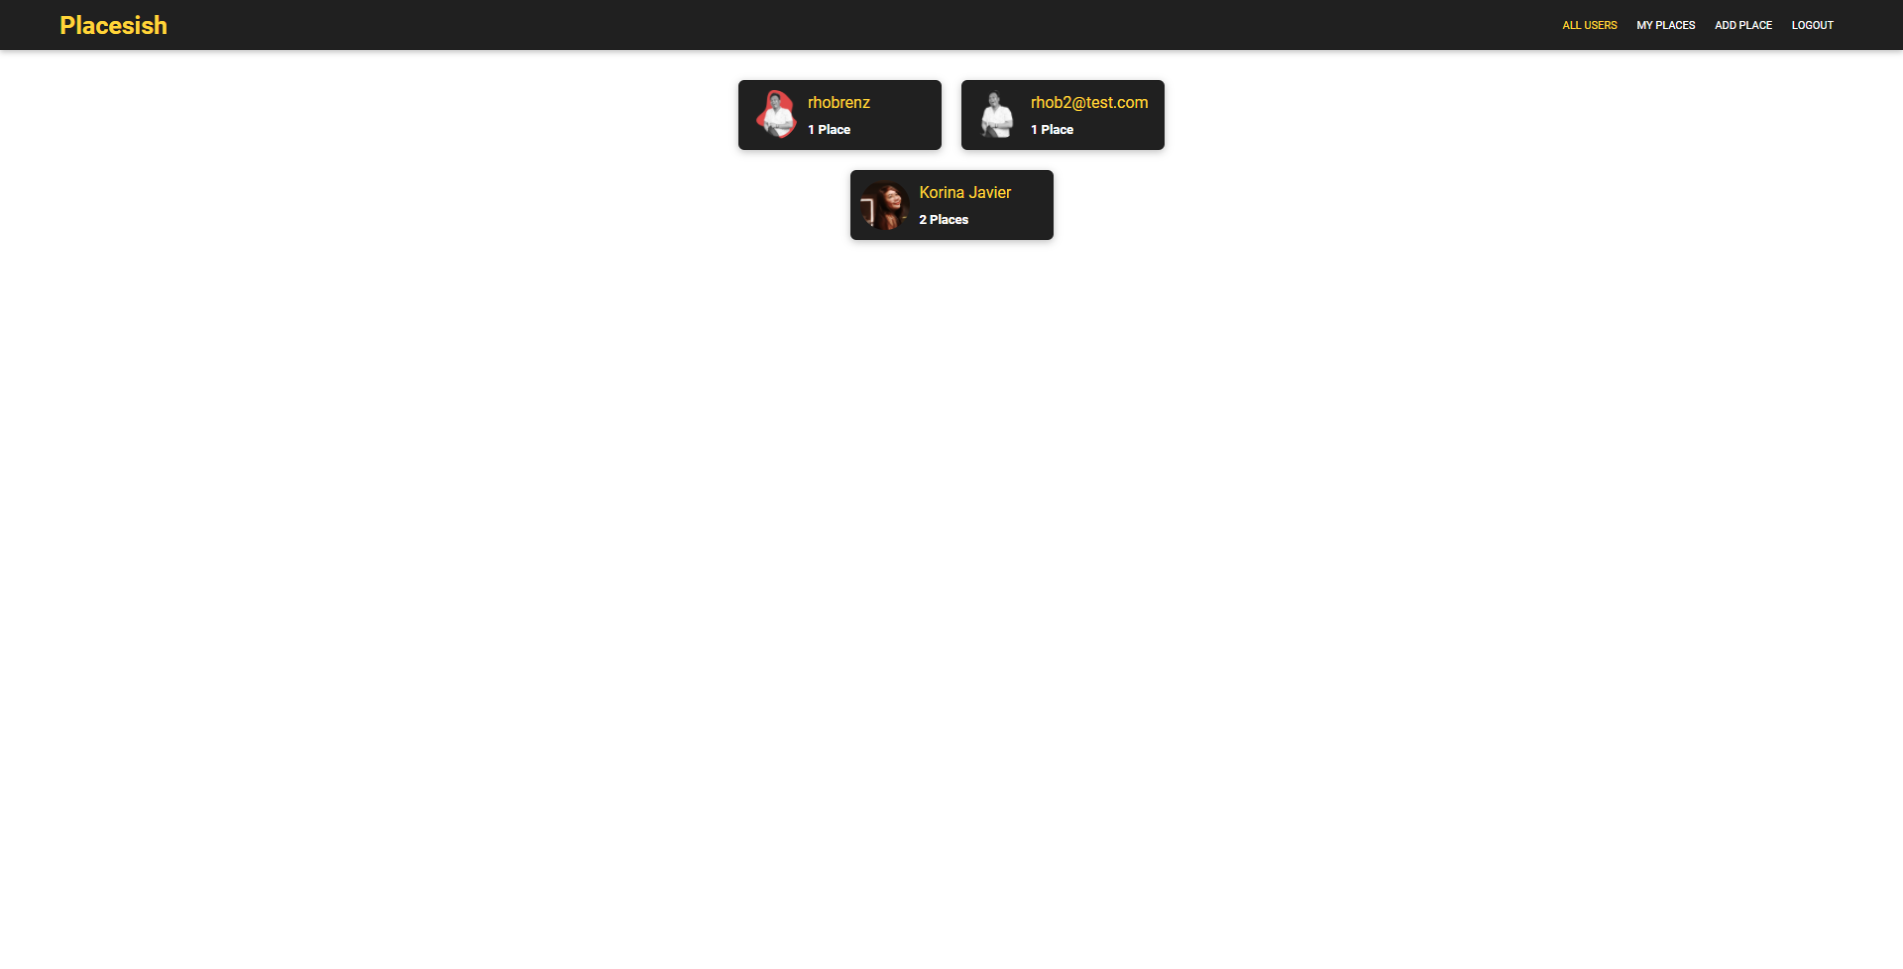 Placesish
ALL USERS MY PLACES ADD PLACE LOGOUT
rhobrenz
1 Place
rhob2@test.com
1 Place
Korina Javier
2 Places